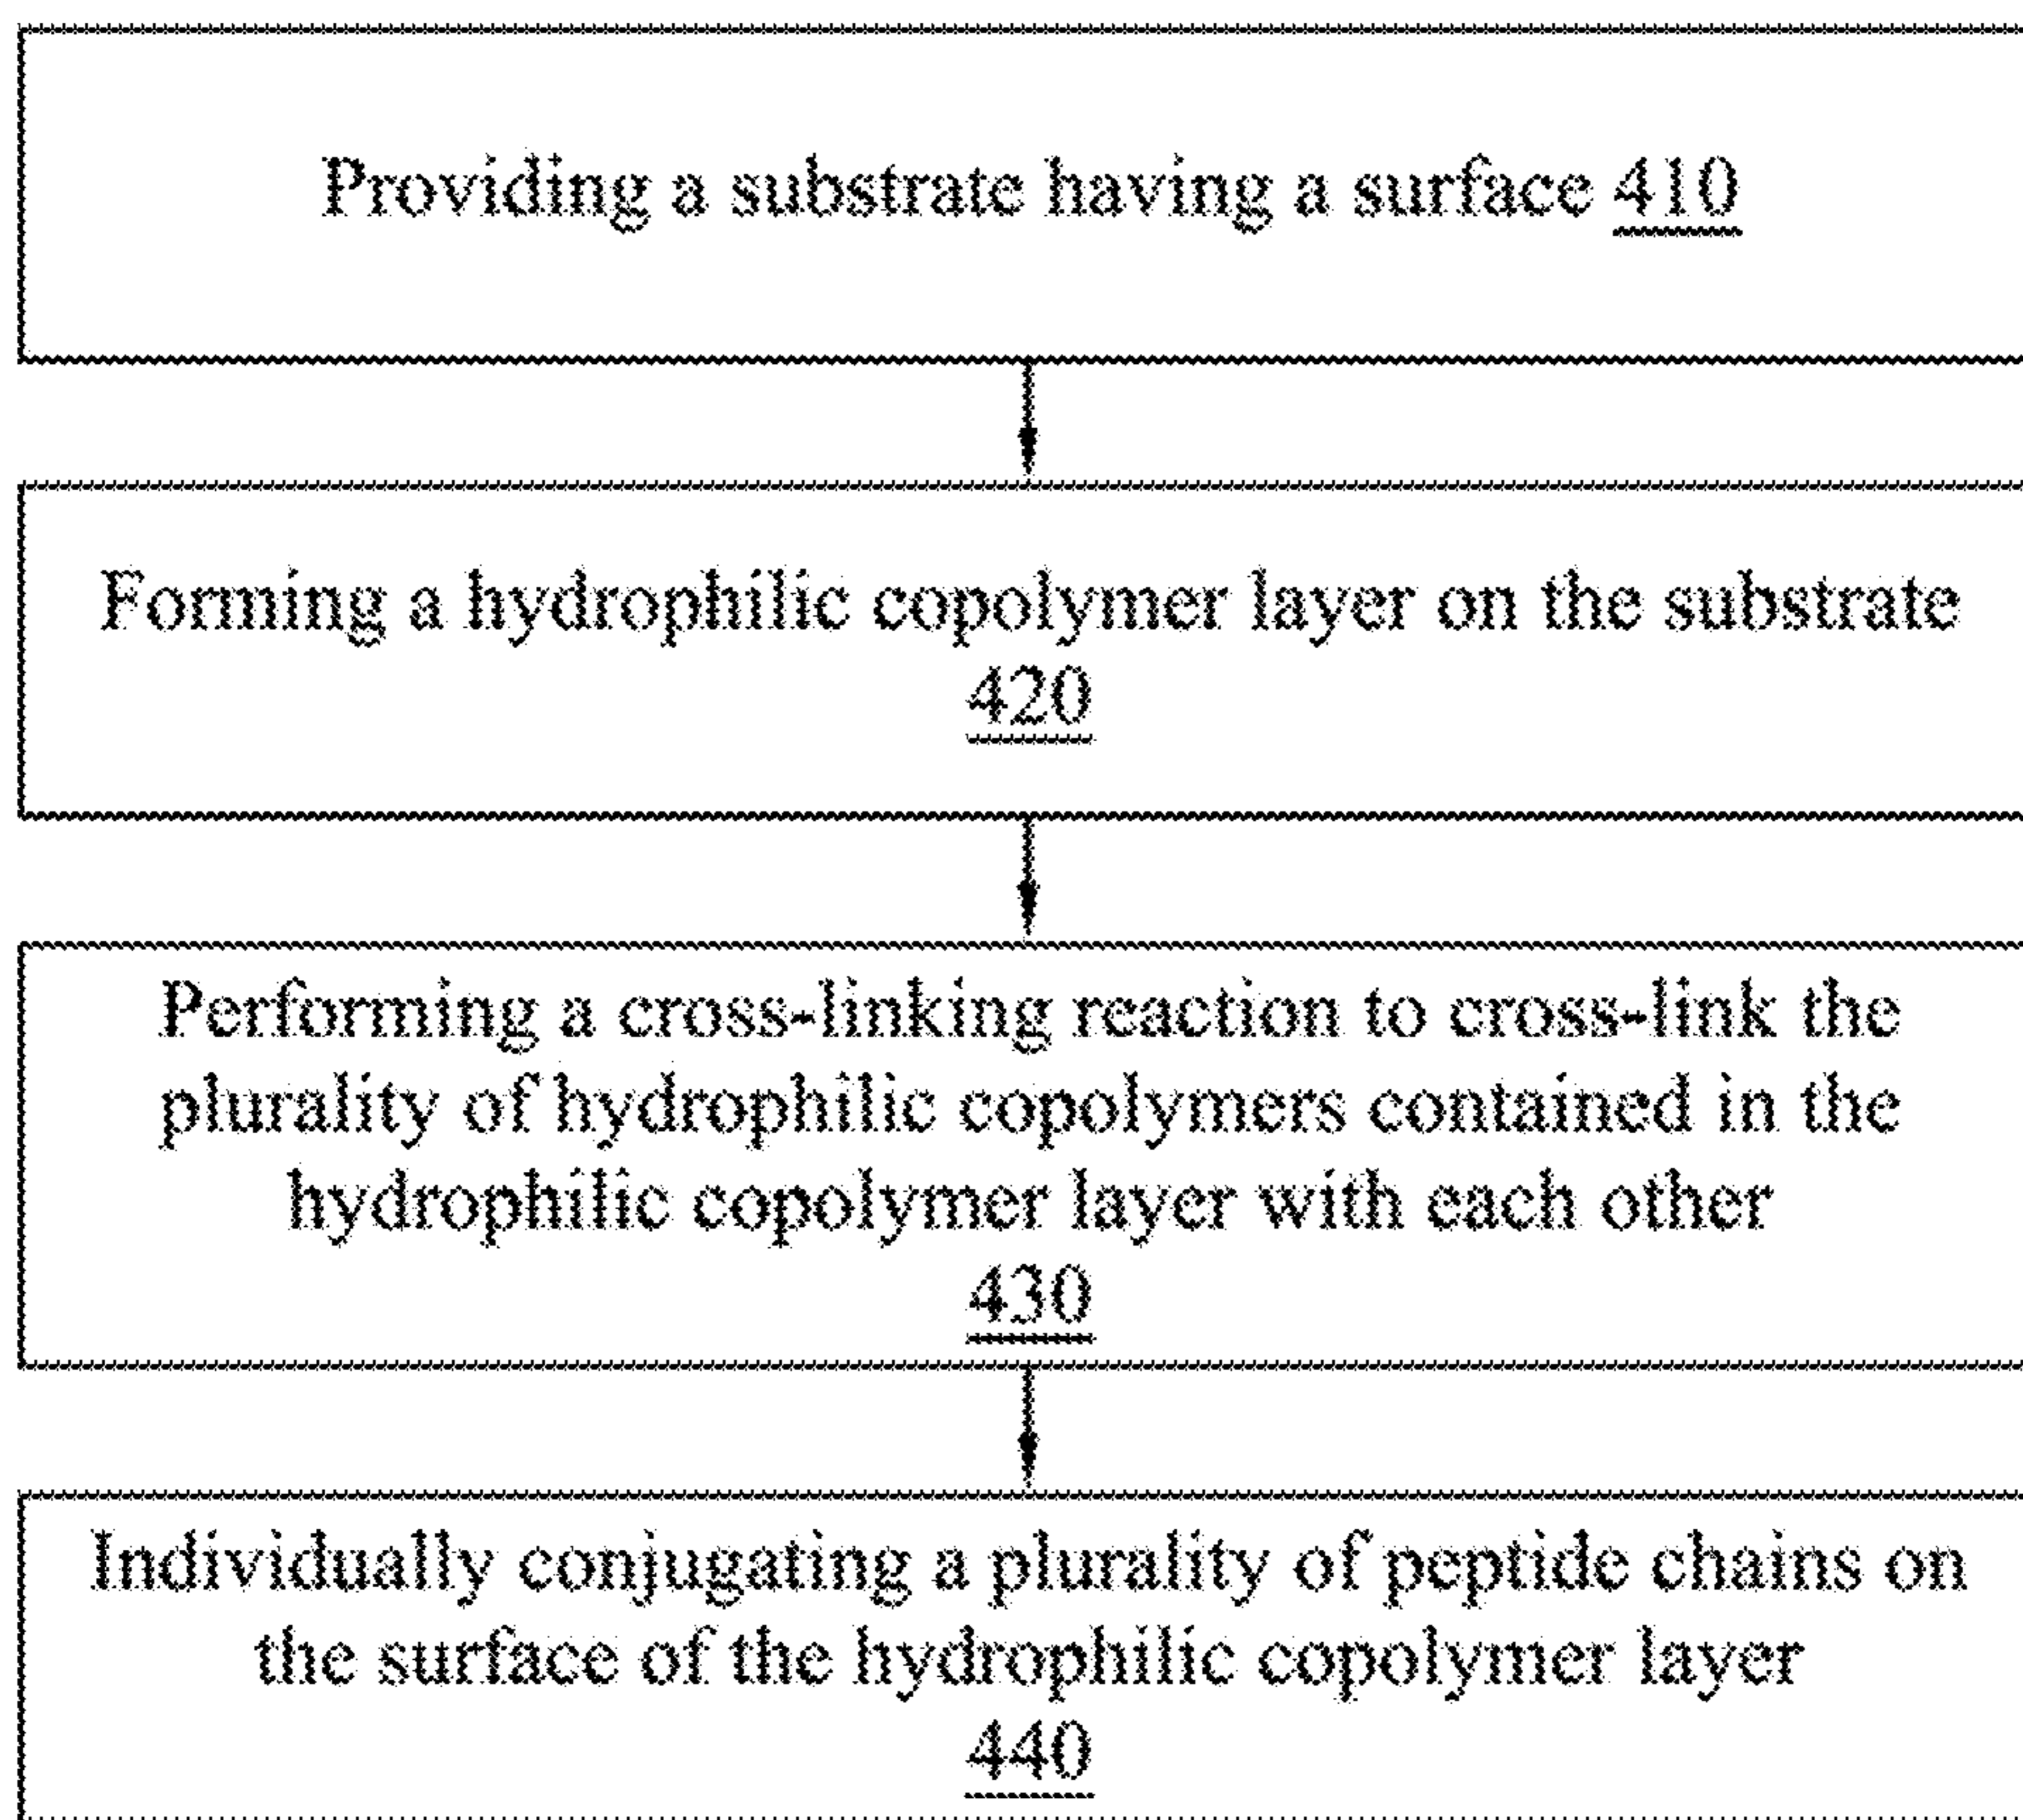 Providing a substrate having a surface 410
Forming a hydrophilic copolymer layer on the substrate
420
Performing a cross-linking reaction to cross-link the
plurality of hydrophilic copolymers contained in the
hydrophilic copolymer layer with each other
430
Individually conjugating a plurality of peptide chains on
the surface of the hydrophilic copolymer layer
440